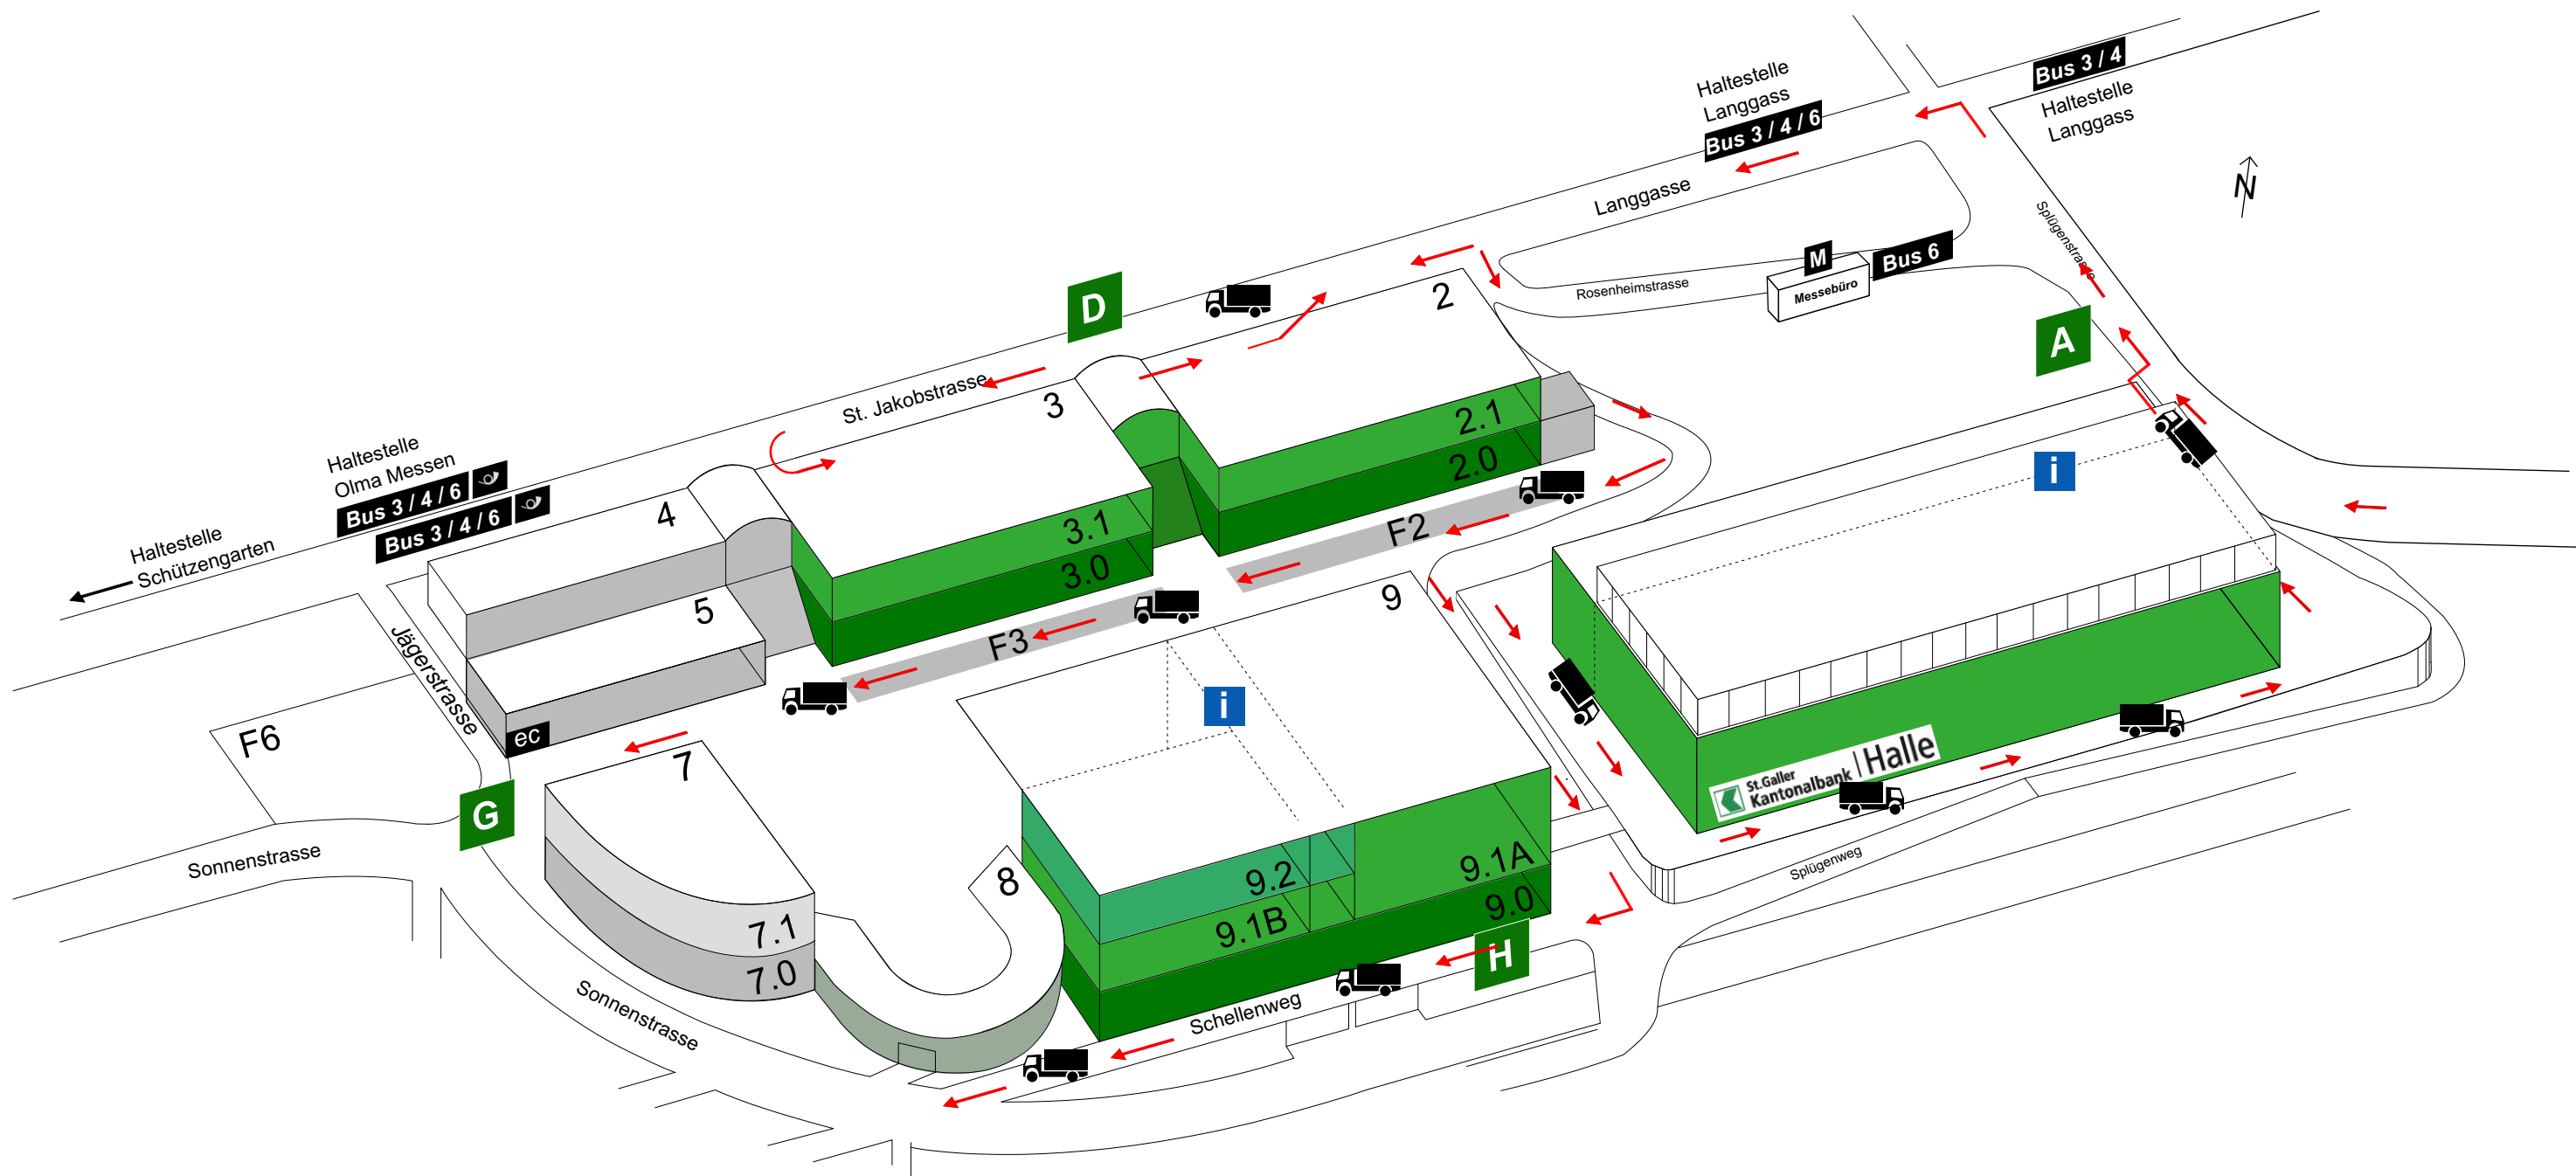 Bus 3 / 4
Haltestelle
Langgass
Haltestelle
Langgass
Bus 3 / 4 / 6
N
Langgasse
Splügenstrasse
M
Bus 6
Messebüro
Rosenheimstrasse
A
D
2
2.1
2.0
St. Jakobstrasse
3
3.1
3.0
F2
F3
Haltestelle
Olma Messen
Bus 3 / 4 / 6
Bus 3 / 4 / 6
Haltestelle
Schützengarten
4
5
ec
Jägerstrasse
F6
G
Sonnenstrasse
7
7.1
7.0
Sonnenstrasse
8
9
i
9.2
9.1A
9.1B
9.0
H
Schellenweg
i
St.Galler
Kantonalbank
Halle
Splügenweg